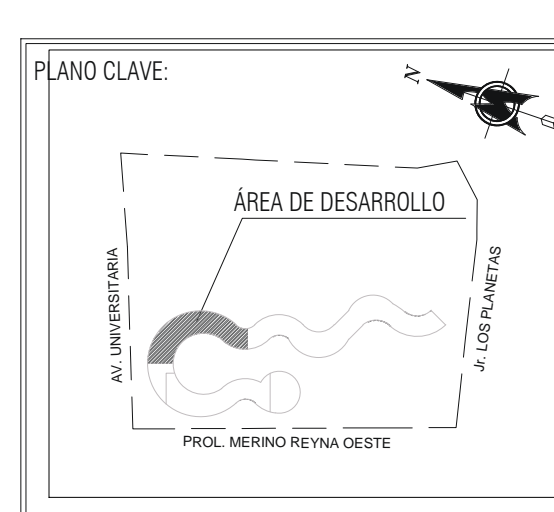 PLANO CLAVE:
N
ÁREA DE DESARROLLO
AV. UNIVERSITARIA
Jr. LOS PLANETAS
PROL. MERINO REYNA OESTE